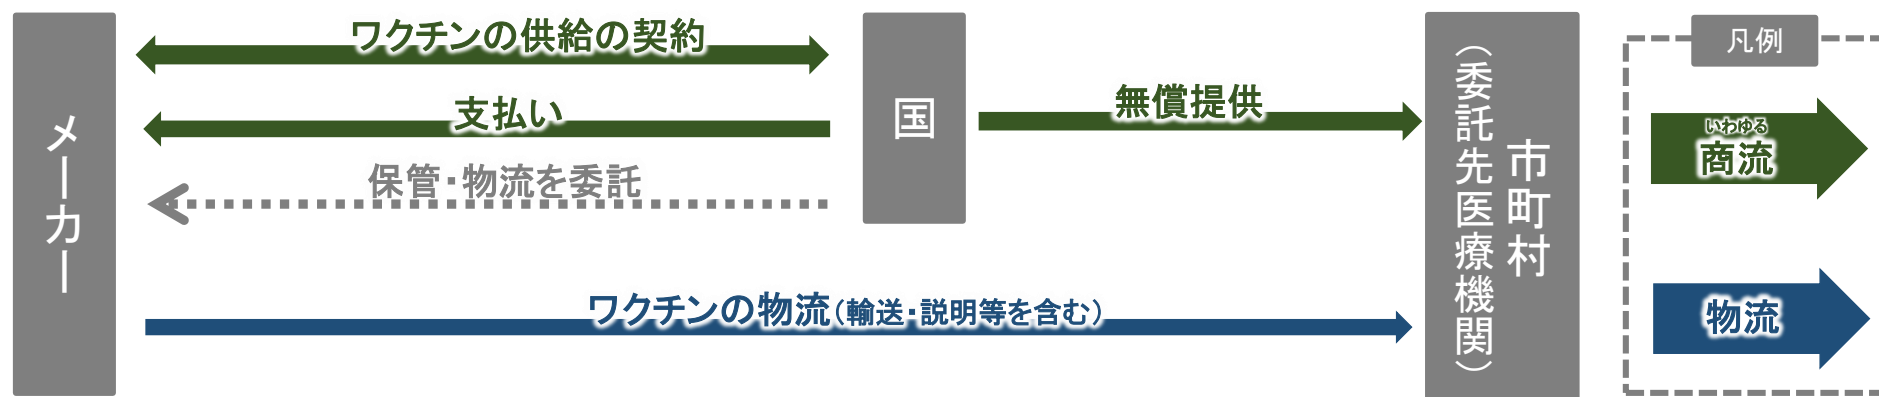 メーカー
ワクチンの供給の契約
支払い
保管・物流を委託
国
無償提供
ワクチンの物流（輸送・説明等を含む）
市町村
（委託先医療機関）
凡例
いわゆる
商流
物流